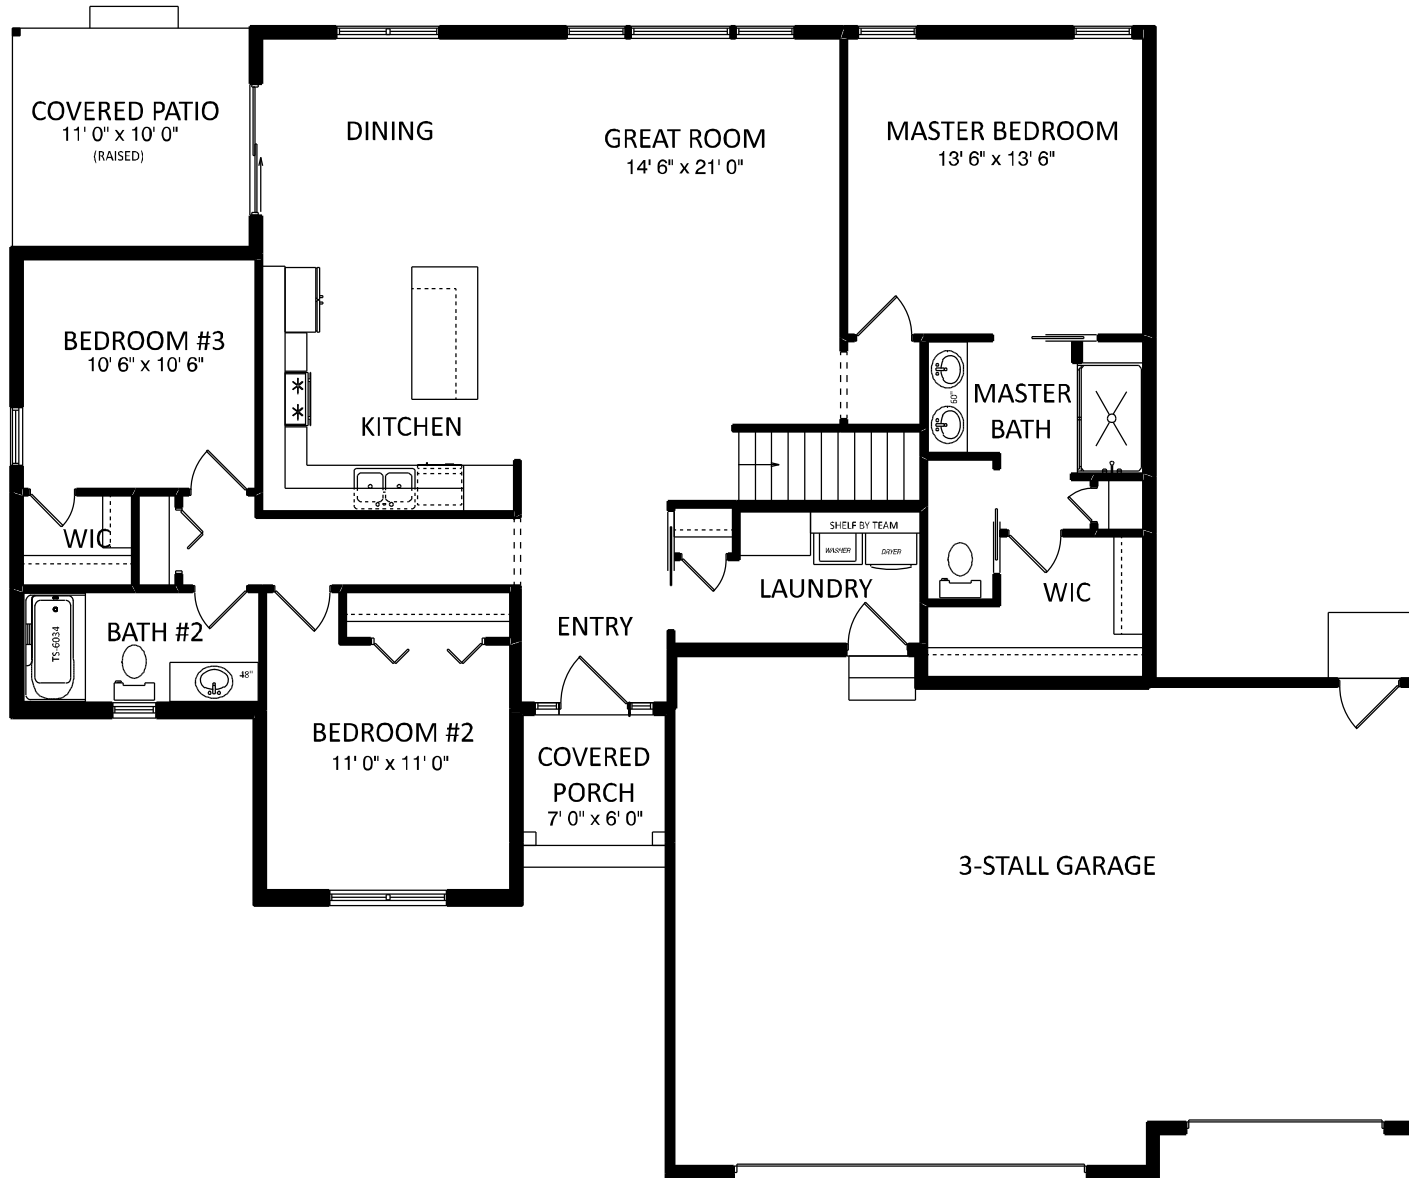 COVERED PATIO
11' 0" x 10' 0"
(RAISED)
DINING
GREAT ROOM
14' 6" x 21' 0"
MASTER BEDROOM
13' 6" x 13' 6"
BEDROOM #3
10' 6" x 10' 6"
KITCHEN
60"
MASTER
BATH
WIC
SHELF BY TEAM
WASHER
DRYER
LAUNDRY
WIC
TS-6034
BATH #2
48"
ENTRY
BEDROOM #2
11' 0" x 11' 0"
COVERED
PORCH
7' 0" x 6' 0"
3-STALL GARAGE